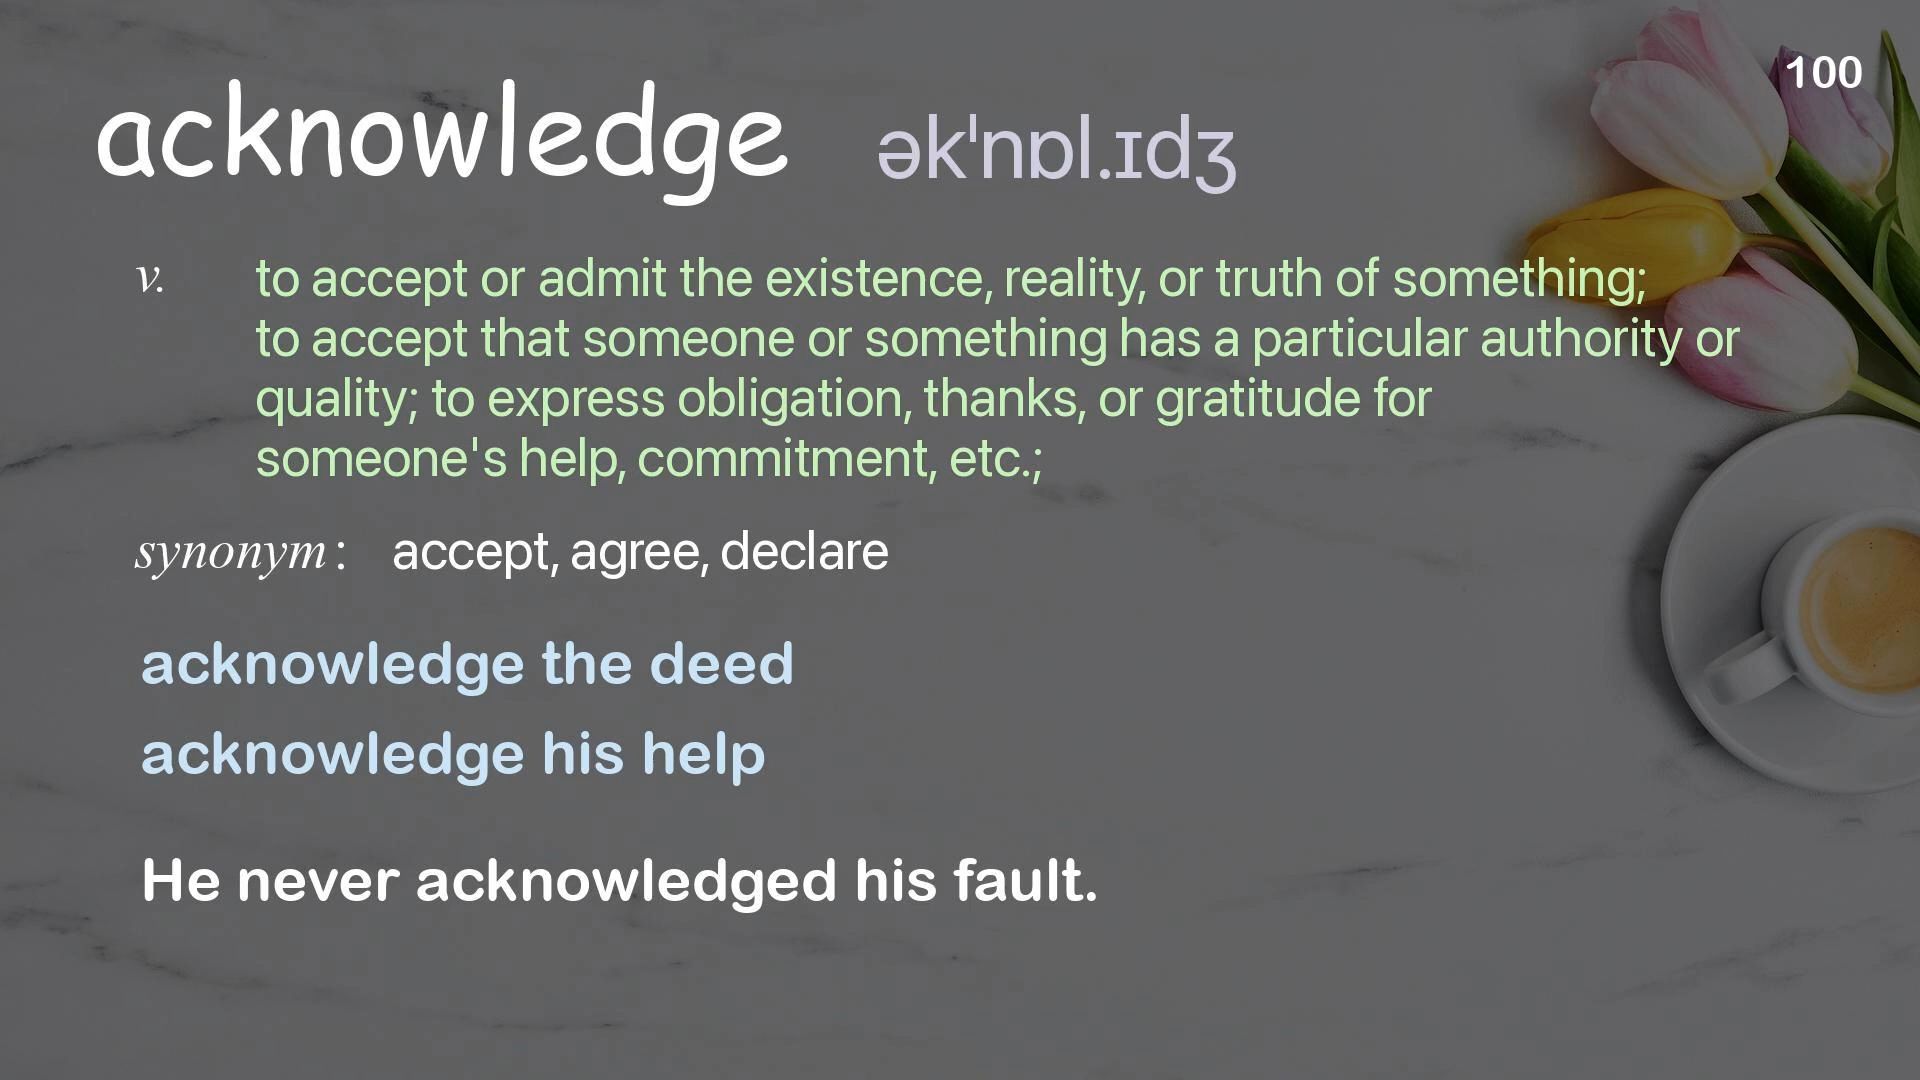 100
acknowledge əkˈnɒl.ɪdʒ
v. to accept or admit the existence, reality, or truth of something;
to accept that someone or something has a particular authority or
quality; to express obligation, thanks, or gratitude for
someone's help, commitment, etc.;
synonym : accept, agree, declare
acknowledge the deed
acknowledge his help
He never acknowledged his fault.